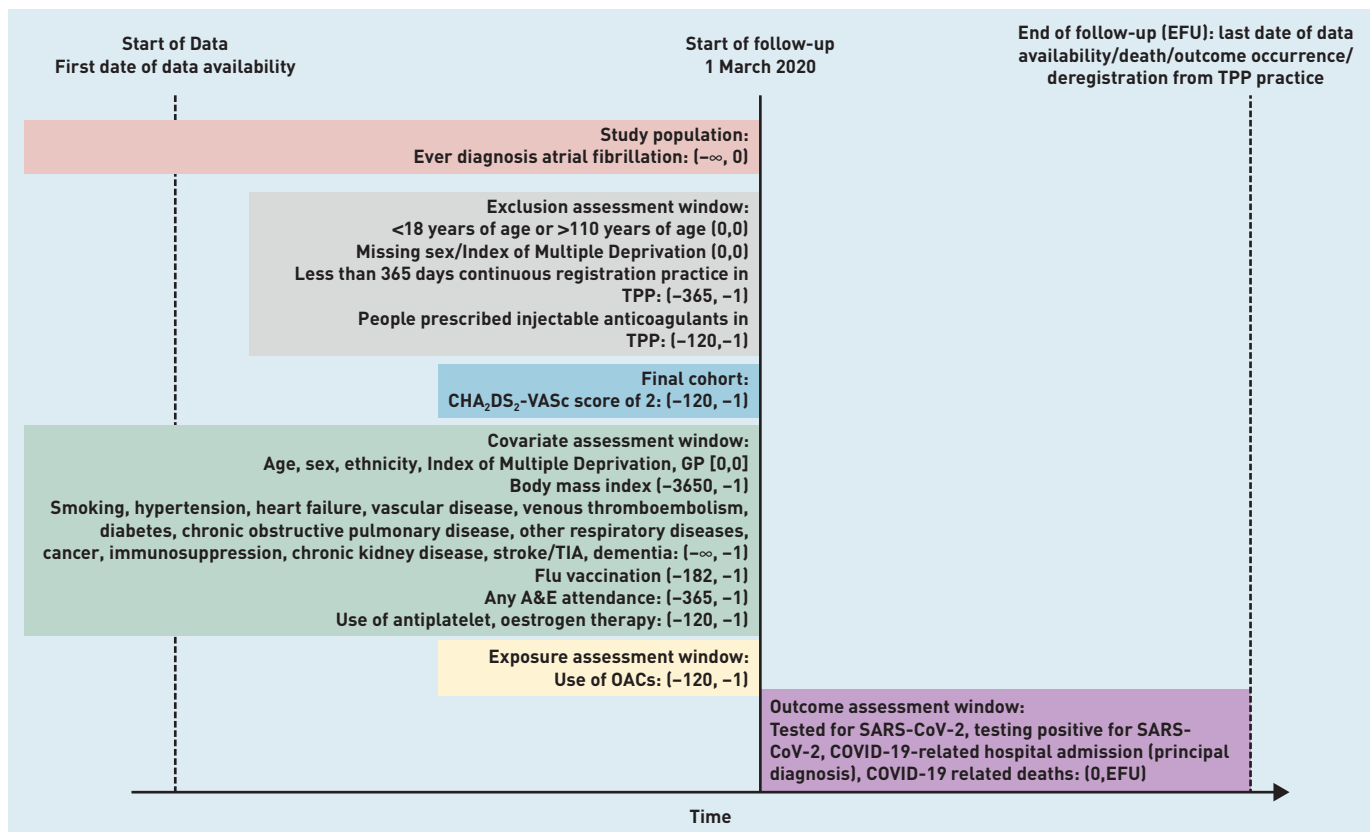 Start of Data
First date of data availability
Start of follow-up
1 March 2020
End of follow-up (EFU): last date of data
availability/death/outcome occurrence/
deregistration from TPP practice
Study population:
Ever diagnosis atrial fibrillation: (−∞, 0)
Exclusion assessment window:
<18 years of age or >110 years of age (0,0)
Missing sex/Index of Multiple Deprivation (0,0)
Less than 365 days continuous registration practice in
TPP: (−365, −1)
People prescribed injectable anticoagulants in
TPP: (−120,−1)
Final cohort:
CHA₂DS₂-VASc score of 2: (−120, −1)
Covariate assessment window:
Age, sex, ethnicity, Index of Multiple Deprivation, GP [0,0]
Body mass index (−3650, −1)
Smoking, hypertension, heart failure, vascular disease, venous thromboembolism,
diabetes, chronic obstructive pulmonary disease, other respiratory diseases,
cancer, immunosuppression, chronic kidney disease, stroke/TIA, dementia: (−∞, −1)
Flu vaccination (−182, −1)
Any A&E attendance: (−365, −1)
Use of antiplatelet, oestrogen therapy: (−120, −1)
Exposure assessment window:
Use of OACs: (−120, −1)
Outcome assessment window:
Tested for SARS-CoV-2, testing positive for SARS-
CoV-2, COVID-19-related hospital admission (principal
diagnosis), COVID-19 related deaths: (0,EFU)
Time